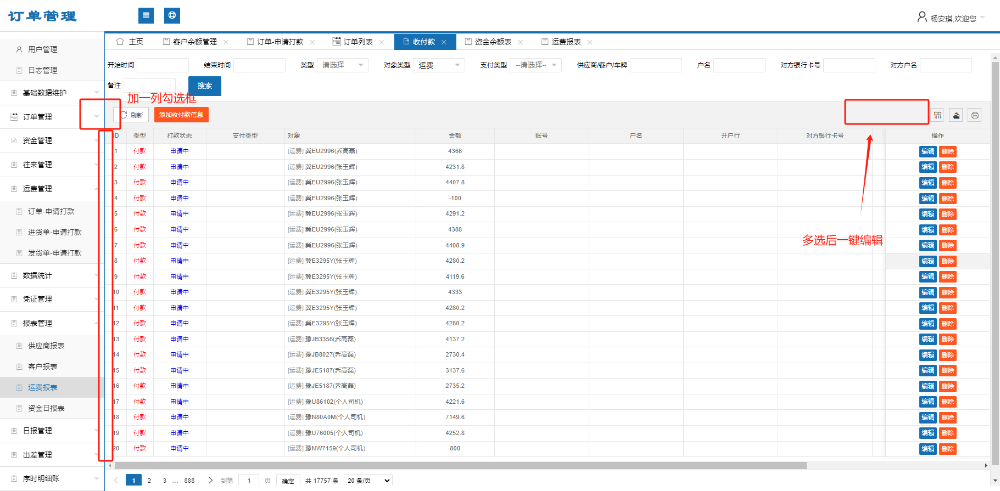 订单管理
杨安琪,欢迎您
用户管理
日志管理
基础数据维护
订单管理
资金管理
往来管理
运费管理
订单-申请打款
进货单-申请打款
发货单-申请打款
数据统计
凭证管理
报表管理
供应商报表
客户报表
运费报表
资金日报表
日报管理
出差管理
序时明细账
主页 客户余额管理 订单-申请打款 订单列表 收付款 资金余额表 运费报表
开始时间 结束时间 类型 请选择 对象类型 运费 支付类型 --请选择-- 供应商/客户/车牌 户名 对方银行卡号 对方户名
备注 搜索
加一列勾选框
刷新 添加收付款信息
ID 类型 打款状态 支付类型 对象 金额 账号 户名 开户行 对方银行卡号 操作
1 付款 申请中 [运费] 冀EU2996(乔高磊) 4366 编辑 删除
2 付款 申请中 [运费] 冀EU2996(张玉辉) 4231.8 编辑 删除
3 付款 申请中 [运费] 冀EU2996(张玉辉) 4407.8 编辑 删除
4 付款 申请中 [运费] 冀EU2996(张玉辉) -100 编辑 删除
5 付款 申请中 [运费] 冀EU2996(张玉辉) 4291.2 编辑 删除
6 付款 申请中 [运费] 冀EU2996(张玉辉) 4388 编辑 删除
7 付款 申请中 [运费] 冀EU2996(张玉辉) 4408.9 编辑 删除
多选后一键编辑
8 付款 申请中 [运费] 冀E3295Y(张玉辉) 4280.2 编辑 删除
9 付款 申请中 [运费] 冀E3295Y(张玉辉) 4119.6 编辑 删除
10 付款 申请中 [运费] 冀E3295Y(张玉辉) 4333 编辑 删除
11 付款 申请中 [运费] 冀E3295Y(张玉辉) 4280.2 编辑 删除
12 付款 申请中 [运费] 冀E3295Y(张玉辉) 4280.2 编辑 删除
13 付款 申请中 [运费] 豫JB3356(乔高磊) 4137.2 编辑 删除
14 付款 申请中 [运费] 豫JB8027(乔高磊) 2730.4 编辑 删除
15 付款 申请中 [运费] 豫JE5187(乔高磊) 3137.6 编辑 删除
16 付款 申请中 [运费] 豫JE5187(乔高磊) 2735.2 编辑 删除
17 付款 申请中 [运费] 豫U86102(个人司机) 4221.6 编辑 删除
18 付款 申请中 [运费] 豫N80A0M(个人司机) 7149.6 编辑 删除
19 付款 申请中 [运费] 豫U76005(个人司机) 4252.8 编辑 删除
20 付款 申请中 [运费] 豫NW7159(个人司机) 800 编辑 删除
1 2 3 … 888 到第 1 页 确定 共 17757 条 20 条/页